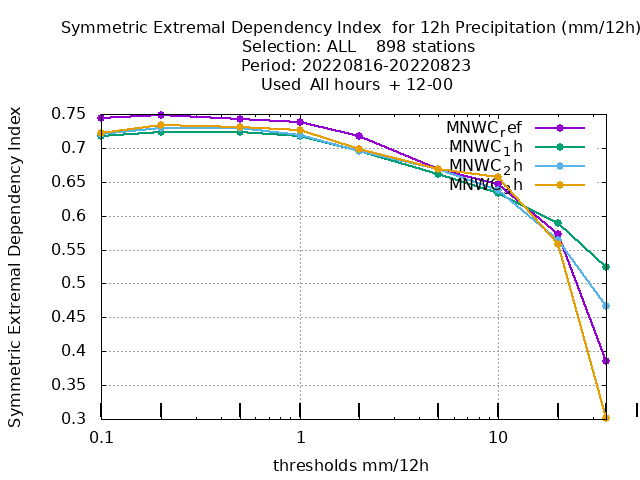 Symmetric Extremal Dependency Index for 12h Precipitation (mm/12h)
Selection: ALL 898 stations
Period: 20220816-20220823
Used All hours + 12-00
Symmetric Extremal Dependency Index
0.75
0.7
0.65
0.6
0.55
0.5
0.45
0.4
0.35
0.3
MNWCref
MNWC1h
MNWC2h
MNWC3h
0.1 1 10
thresholds mm/12h